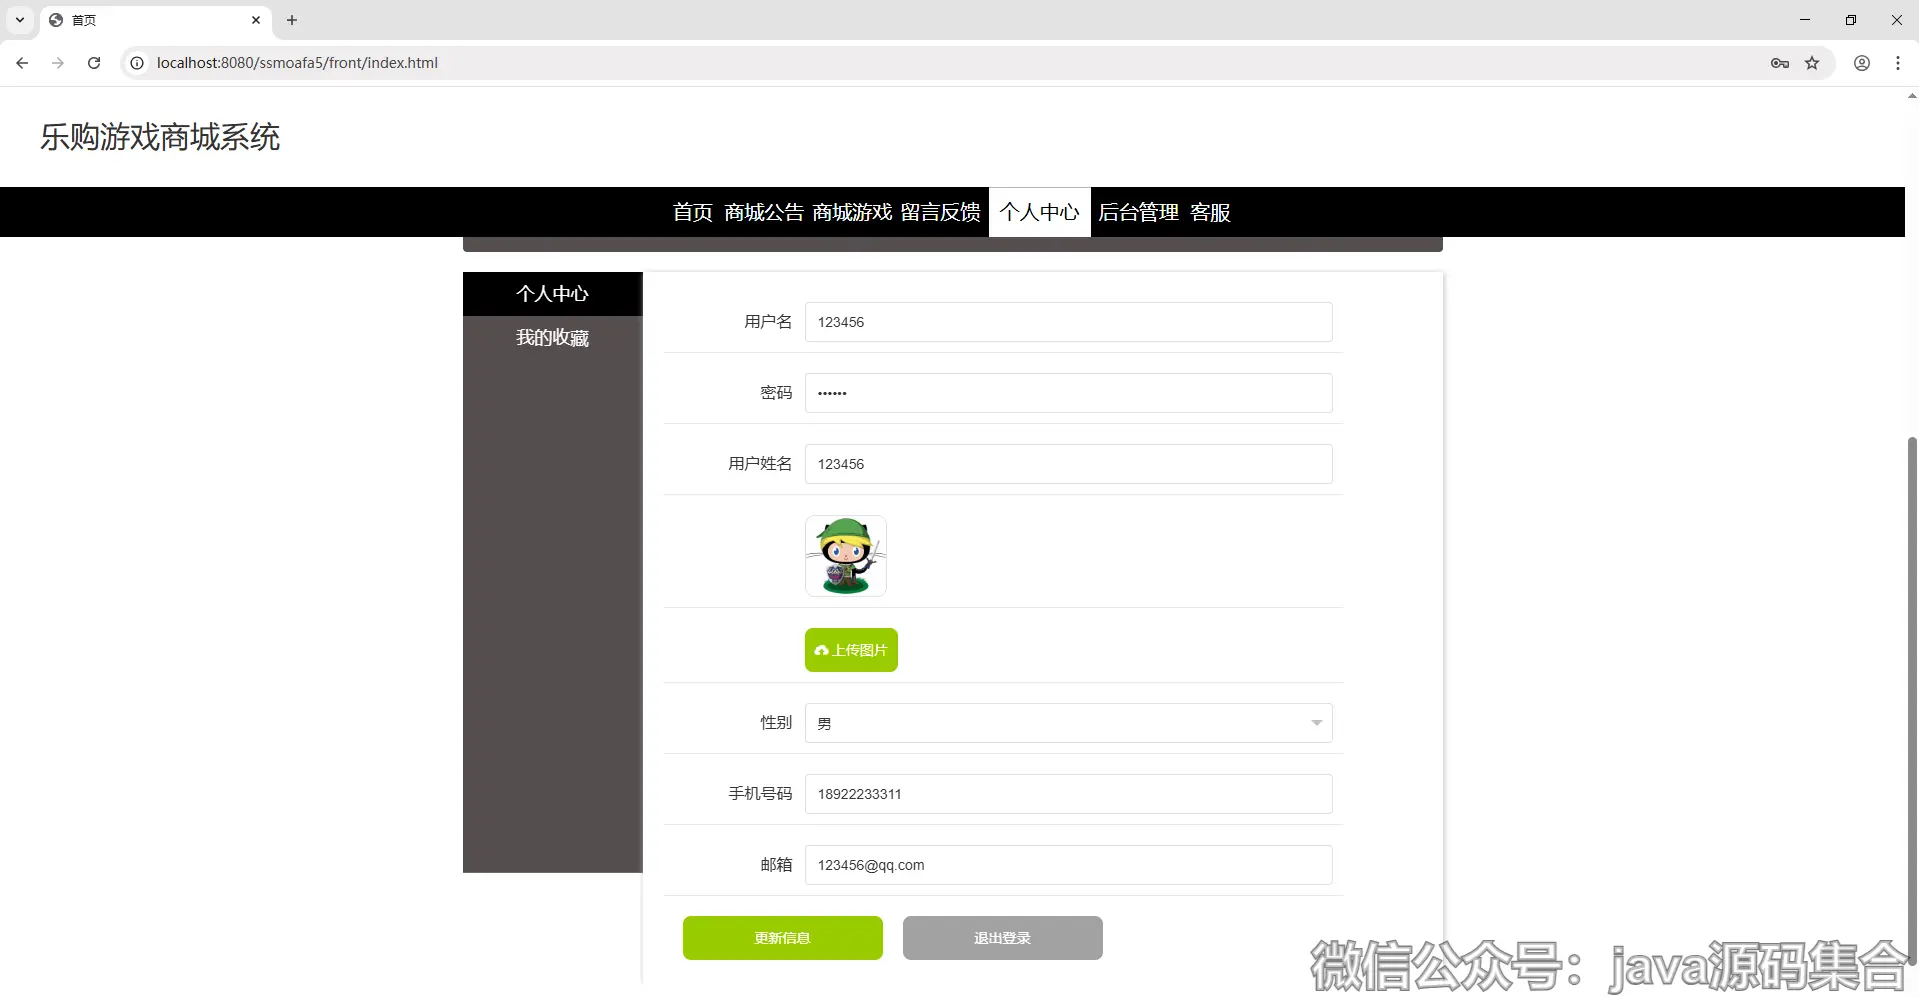 首页
localhost:8080/ssmoafa5/front/index.html
乐购游戏商城系统
首页 商城公告 商城游戏 留言反馈 个人中心 后台管理 客服
个人中心
我的收藏
用户名 123456
密码 ••••••
用户姓名 123456
上传图片
性别 男
手机号码 18922233311
邮箱 123456@qq.com
更新信息 退出登录
微信公众号：java源码集合